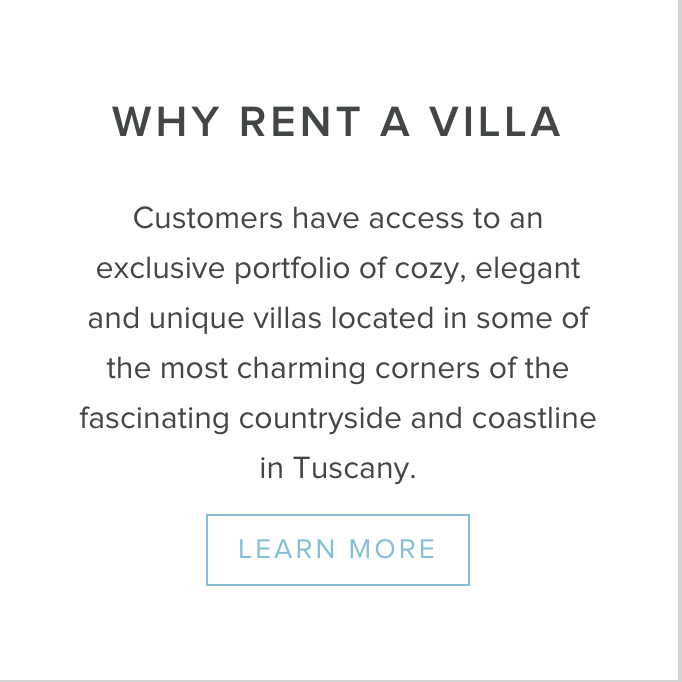 WHY RENT A VILLA
Customers have access to an
exclusive portfolio of cozy, elegant
and unique villas located in some of
the most charming corners of the
fascinating countryside and coastline
in Tuscany.
LEARN MORE